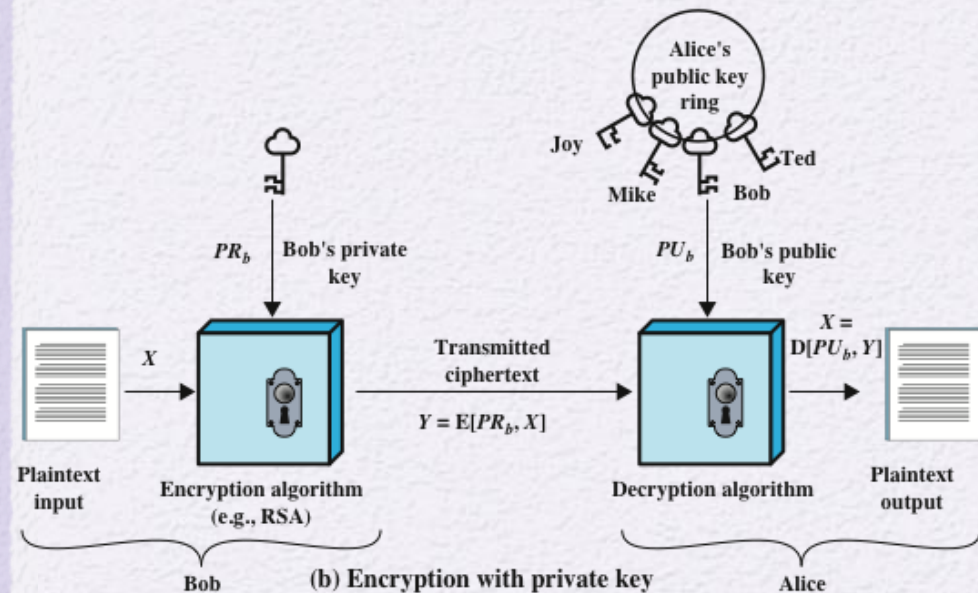 Alice's
public key
ring
Joy
Mike
Bob
Ted
PR_b
Bob's private
key
PU_b
Bob's public
key
X
Transmitted
ciphertext
Y = E[PR_b, X]
X =
D[PU_b, Y]
Plaintext
input
Encryption algorithm
(e.g., RSA)
Decryption algorithm
Plaintext
output
Bob
(b) Encryption with private key
Alice